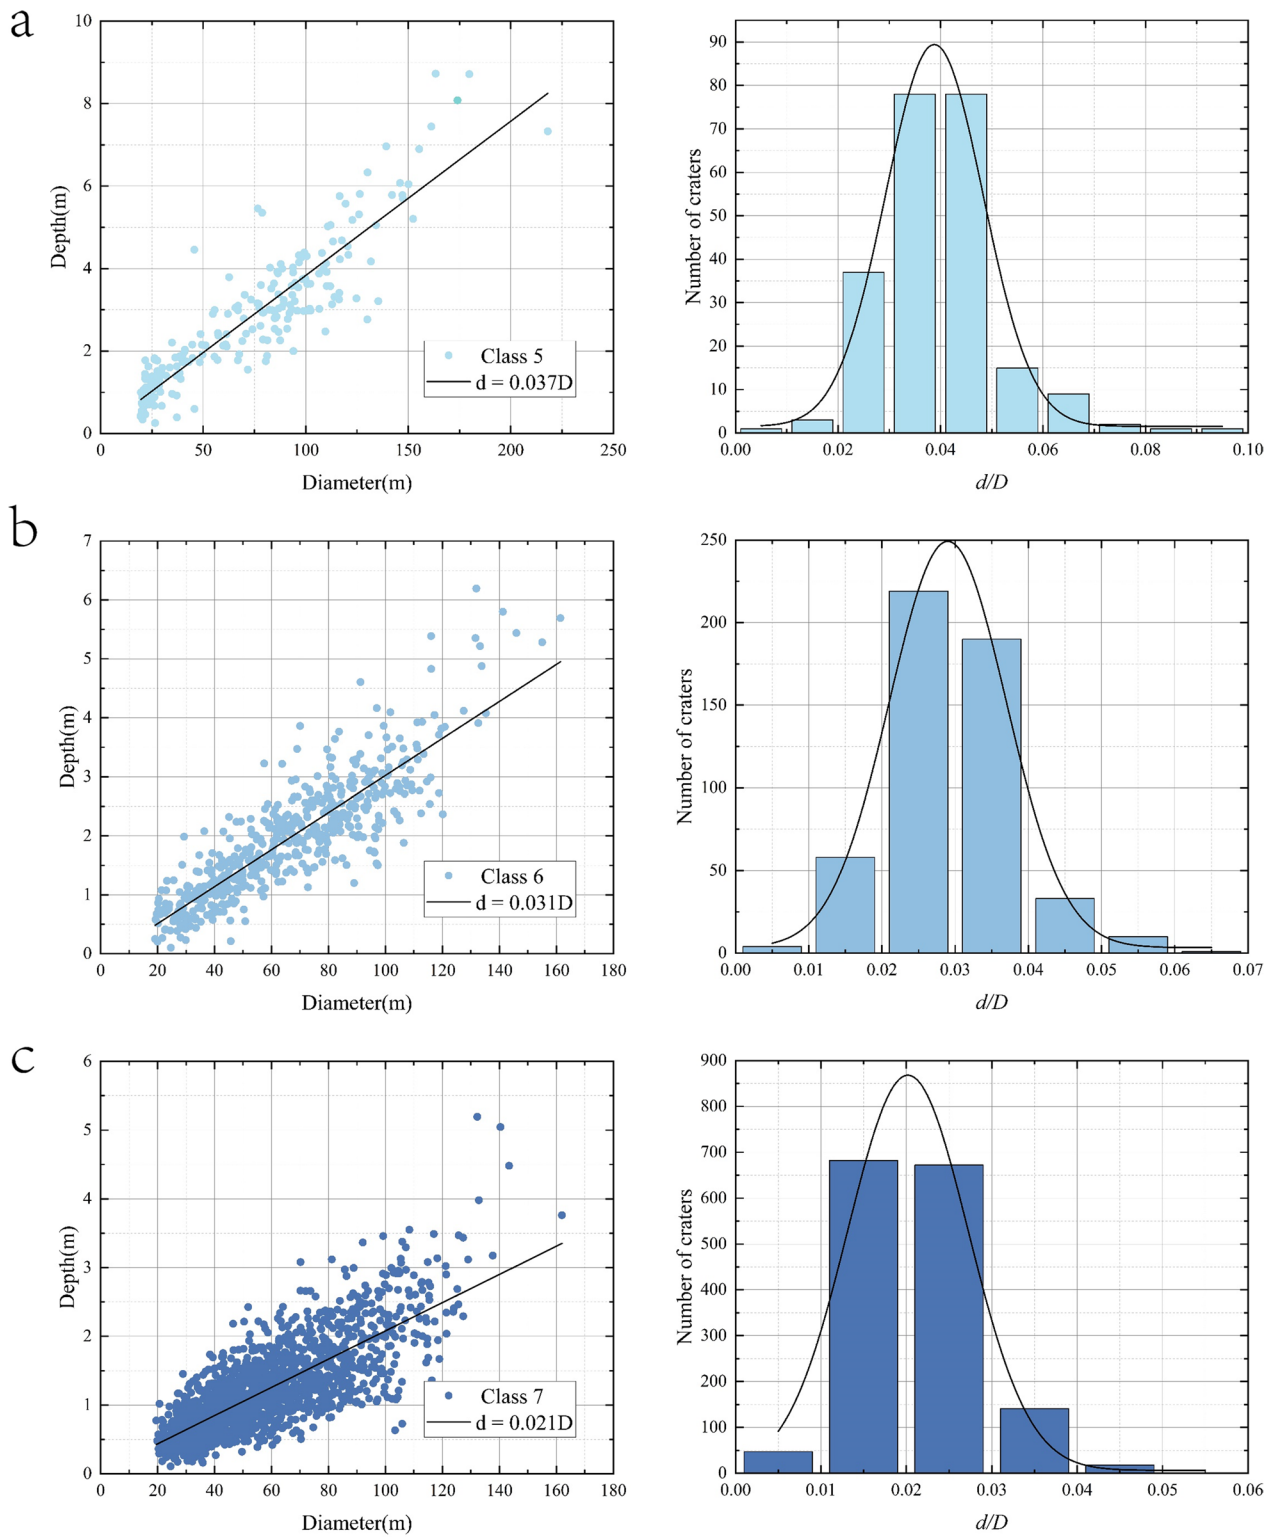 a
10
8
6
4
2
0
Depth(m)
0 50 100 150 200 250
Diameter(m)
Class 5
d = 0.037D
90
80
70
60
50
40
30
20
10
0
Number of craters
0.00 0.02 0.04 0.06 0.08 0.10
d/D
b
7
6
5
4
3
2
1
0
Depth(m)
0 20 40 60 80 100 120 140 160 180
Diameter(m)
Class 6
d = 0.031D
250
200
150
100
50
0
Number of craters
0.00 0.01 0.02 0.03 0.04 0.05 0.06 0.07
d/D
c
6
5
4
3
2
1
0
Depth(m)
0 20 40 60 80 100 120 140 160 180
Diameter(m)
Class 7
d = 0.021D
900
800
700
600
500
400
300
200
100
0
Number of craters
0.00 0.01 0.02 0.03 0.04 0.05 0.06
d/D